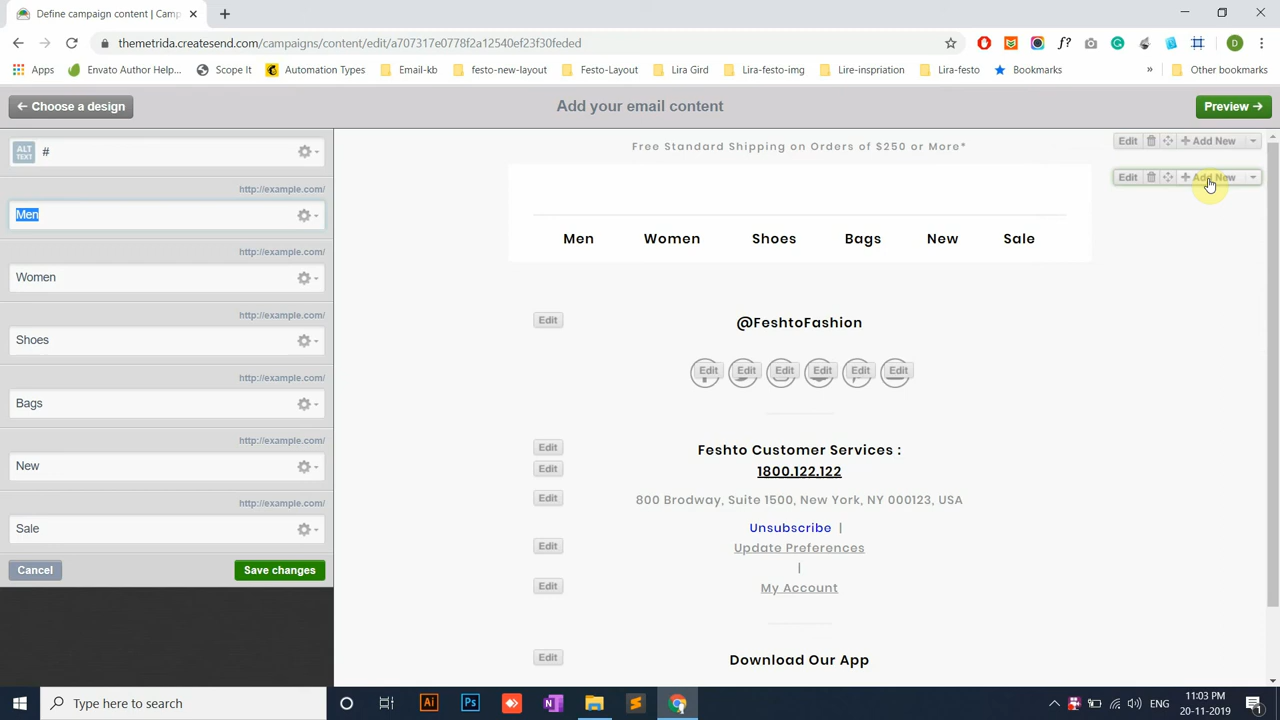 Define campaign content | Camp
themetrida.createsend.com/campaigns/content/edit/a707317e0778f2a12540ef23f30feded
f?
D
Apps
Envato Author Help...
Scope It
Automation Types
Email-kb
festo-new-layout
Festo-Layout
Lira Gird
Lira-festo-img
Lire-inspriation
Lira-festo
Bookmarks
»
Other bookmarks
← Choose a design
Add your email content
Preview →
ALT TEXT
#
http://example.com/
Men
http://example.com/
Women
http://example.com/
Shoes
http://example.com/
Bags
http://example.com/
New
http://example.com/
Sale
Cancel
Save changes
Free Standard Shipping on Orders of $250 or More*
Edit + Add New
Edit + Add New
Men Women Shoes Bags New Sale
Edit @FeshtoFashion
Edit Edit Edit Edit Edit Edit
Edit Feshto Customer Services :
Edit 1800.122.122
Edit 800 Brodway, Suite 1500, New York, NY 000123, USA
Unsubscribe |
Edit Update Preferences
|
Edit My Account
Edit Download Our App
Type here to search
Ai
Ps
N
ENG
11:03 PM
20-11-2019
1